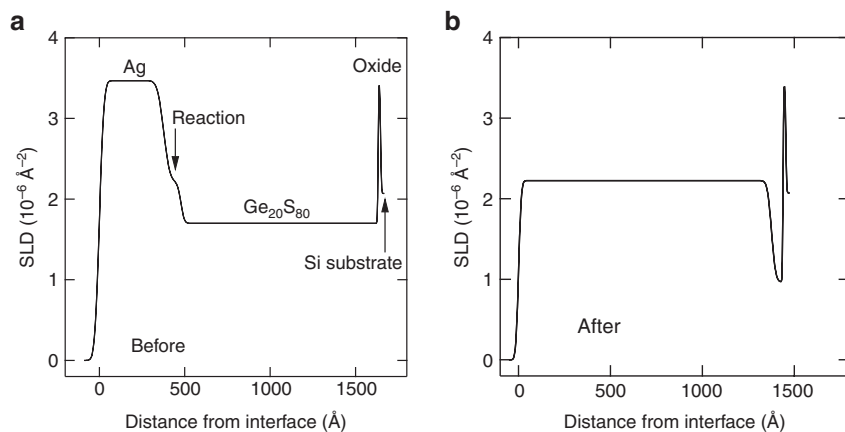 a
4
3
2
1
0
SLD (10⁻⁶ Å⁻²)
Ag
Oxide
Reaction
Ge₂₀S₈₀
Si substrate
Before
0 500 1000 1500
Distance from interface (Å)
b
4
3
2
1
0
SLD (10⁻⁶ Å⁻²)
After
0 500 1000 1500
Distance from interface (Å)